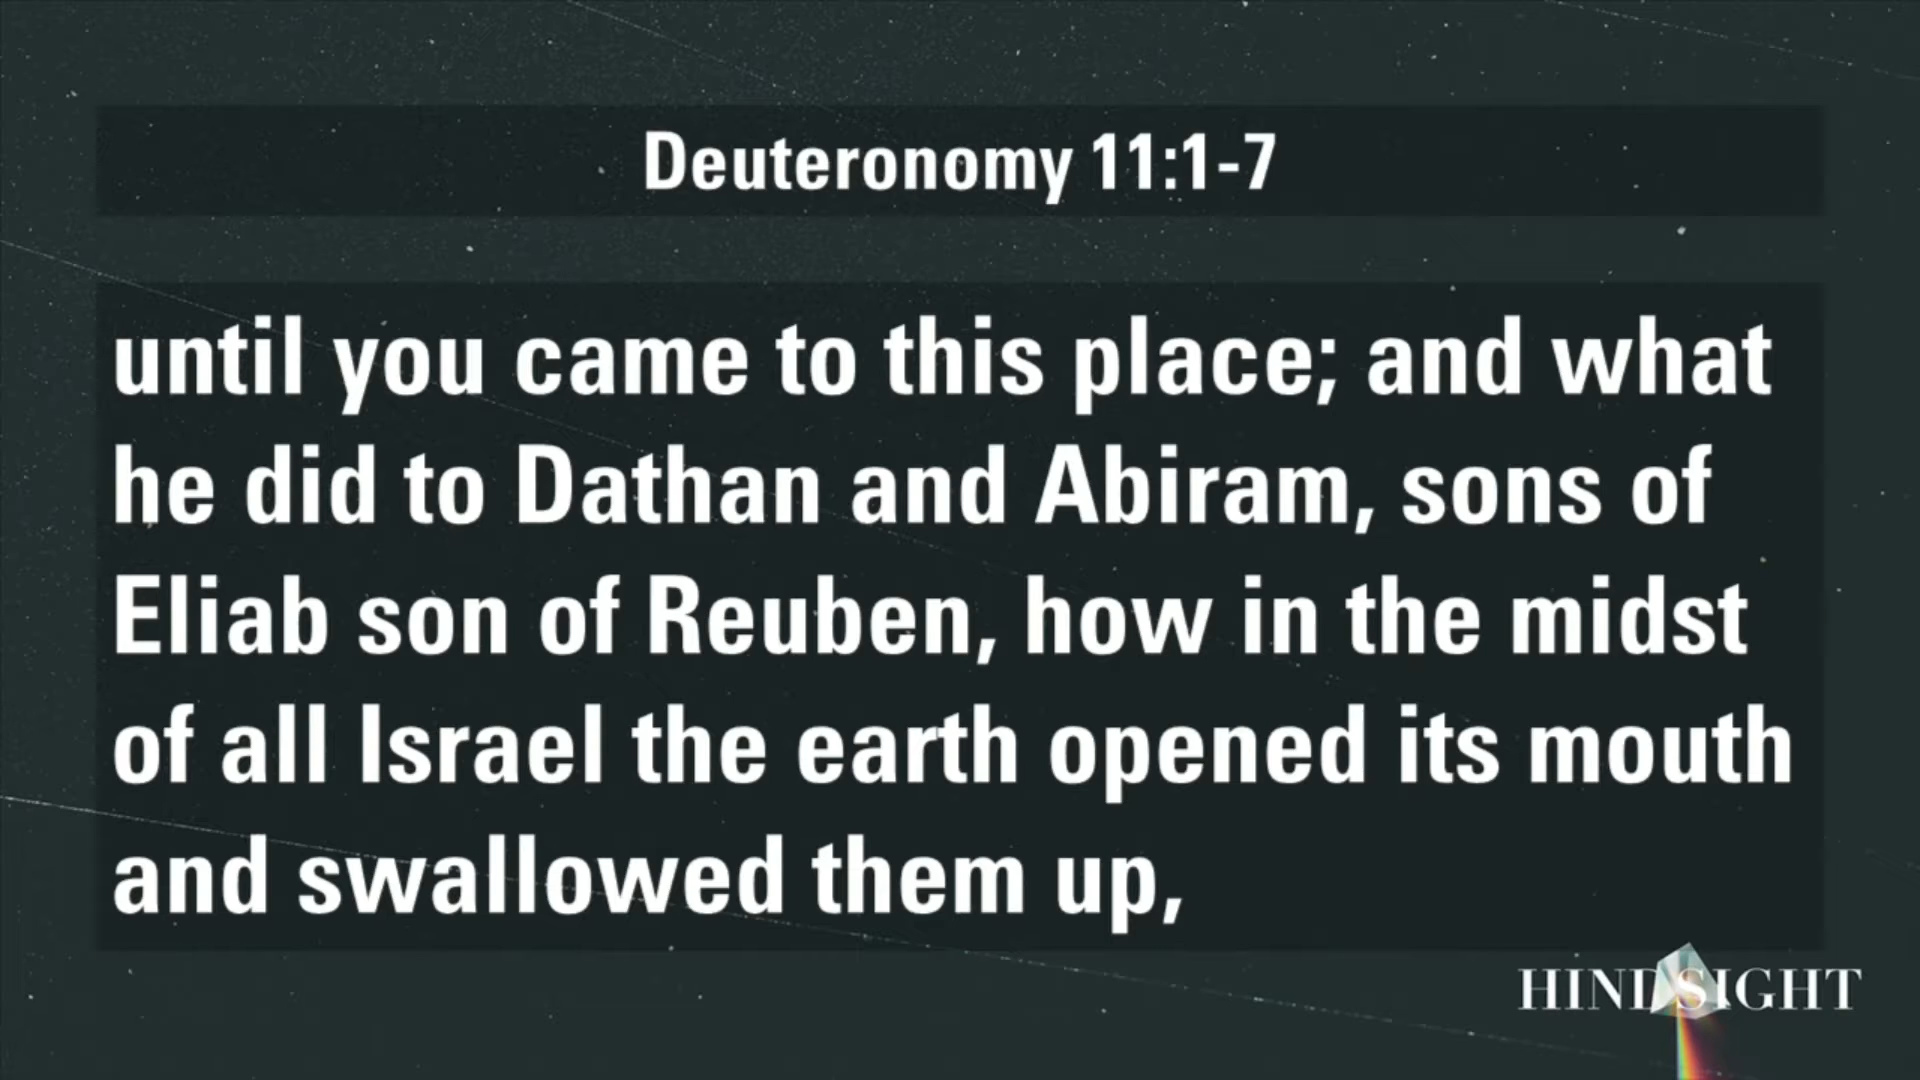 Deuteronomy 11:1-7
until you came to this place; and what
he did to Dathan and Abiram, sons of
Eliab son of Reuben, how in the midst
of all Israel the earth opened its mouth
and swallowed them up,
HINDSIGHT